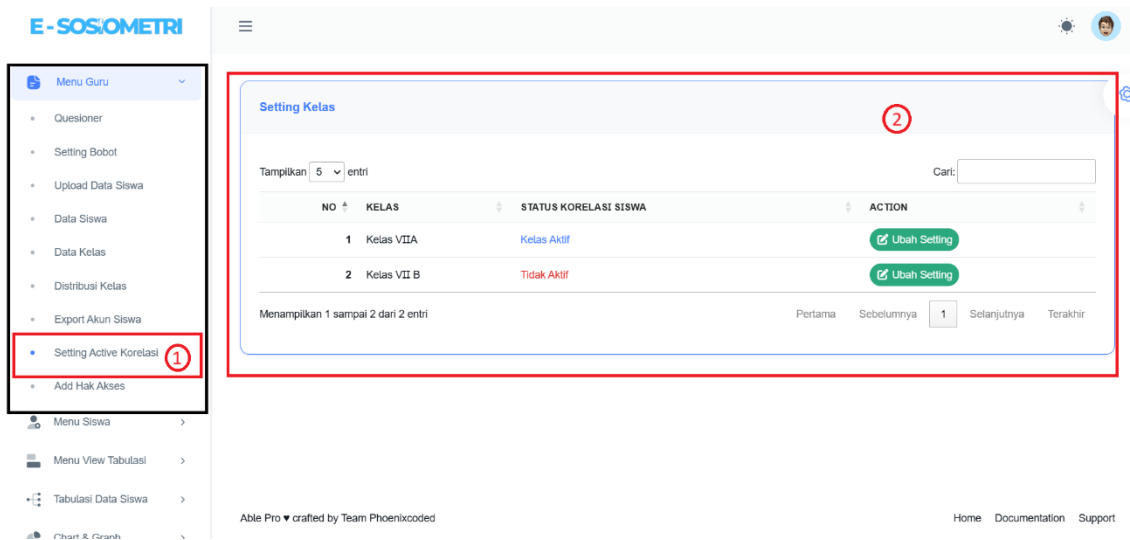 E - SOSIOMETRI
Menu Guru
Quesioner
Setting Bobot
Upload Data Siswa
Data Siswa
Data Kelas
Distribusi Kelas
Export Akun Siswa
Setting Active Korelasi
1
Add Hak Akses
Menu Siswa
Menu View Tabulasi
Tabulasi Data Siswa
Chart & Graph
Setting Kelas
2
Tampilkan 5 entri Cari:
NO KELAS STATUS KORELASI SISWA ACTION
1 Kelas VIIA Kelas Aktif Ubah Setting
2 Kelas VII B Tidak Aktif Ubah Setting
Menampilkan 1 sampai 2 dari 2 entri Pertama Sebelumnya 1 Selanjutnya Terakhir
Able Pro ♥ crafted by Team Phoenixcoded Home Documentation Support